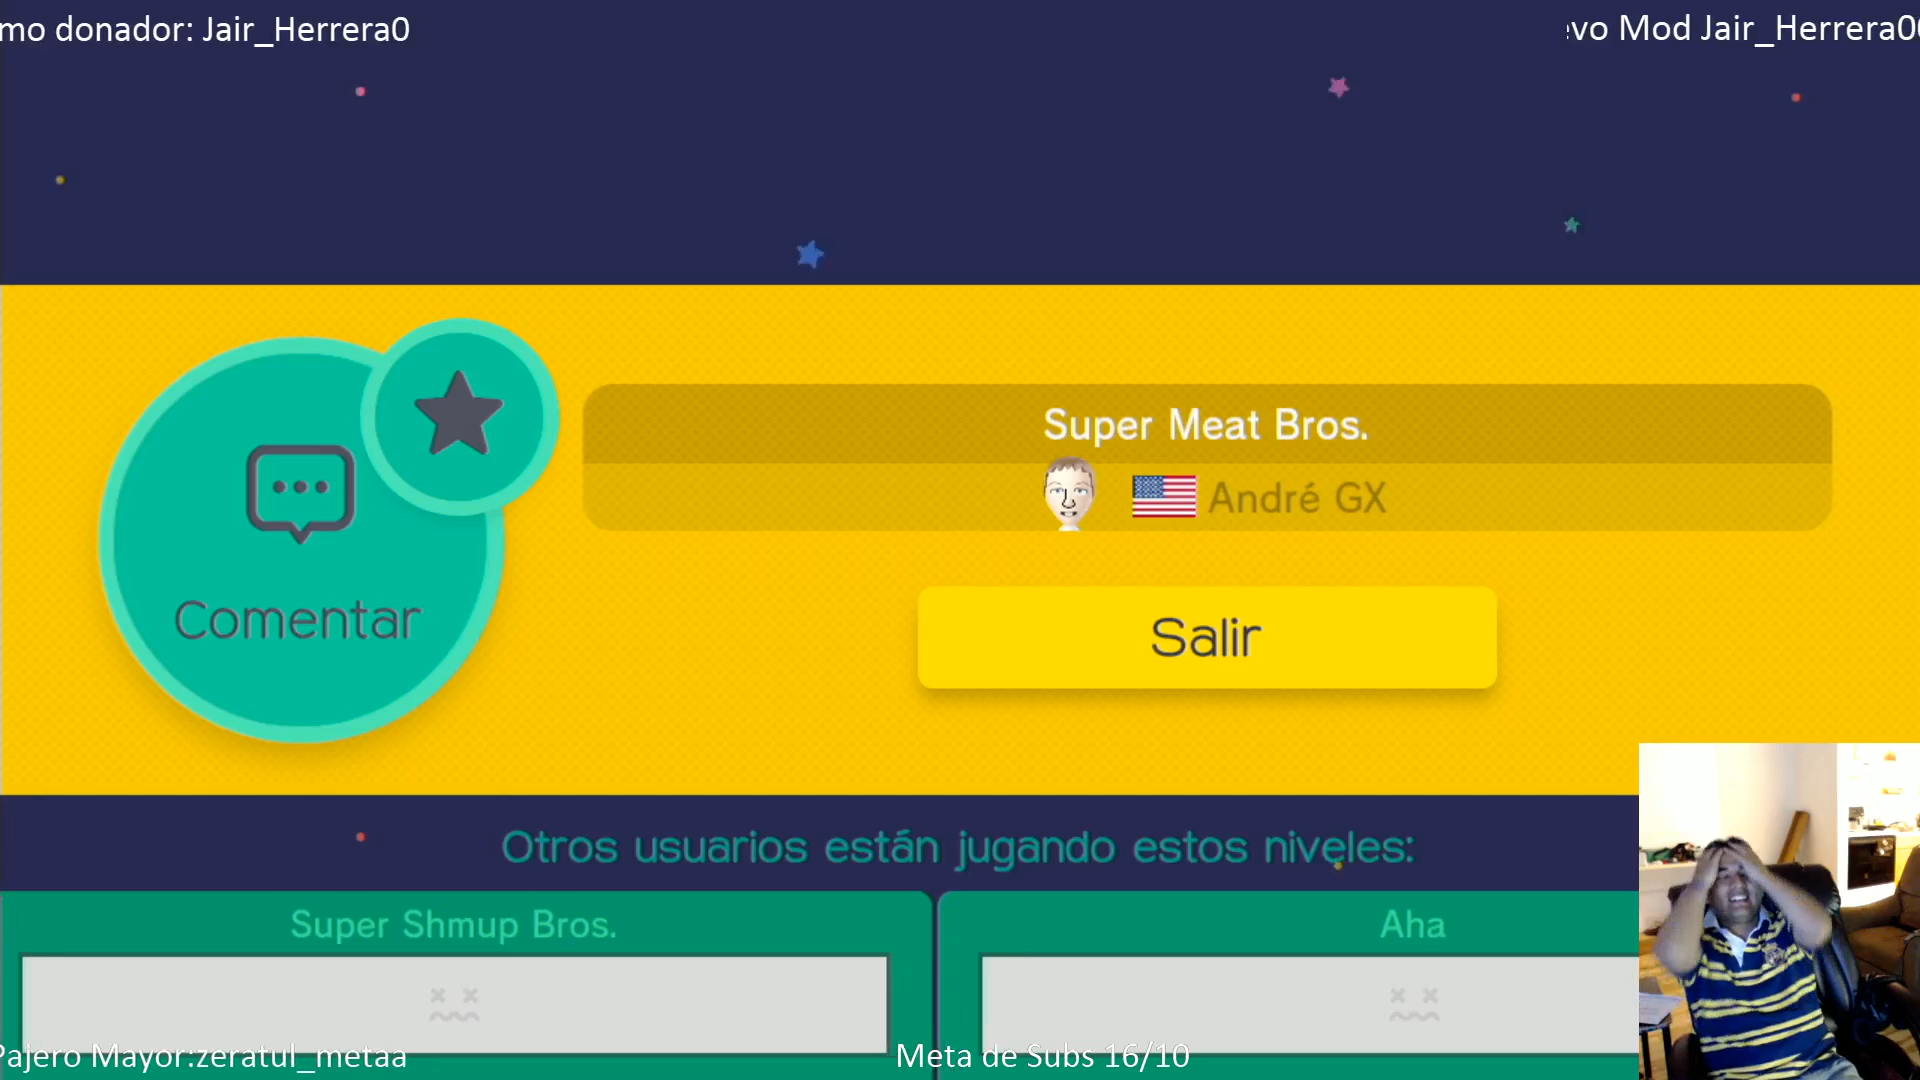 mo donador: Jair_Herrera0
vo Mod Jair_Herrera0
Super Meat Bros.
André GX
Comentar
Salir
Otros usuarios están jugando estos niveles:
Super Shmup Bros.
Aha
Pajero Mayor:zeratul_metaa
Meta de Subs 16/10